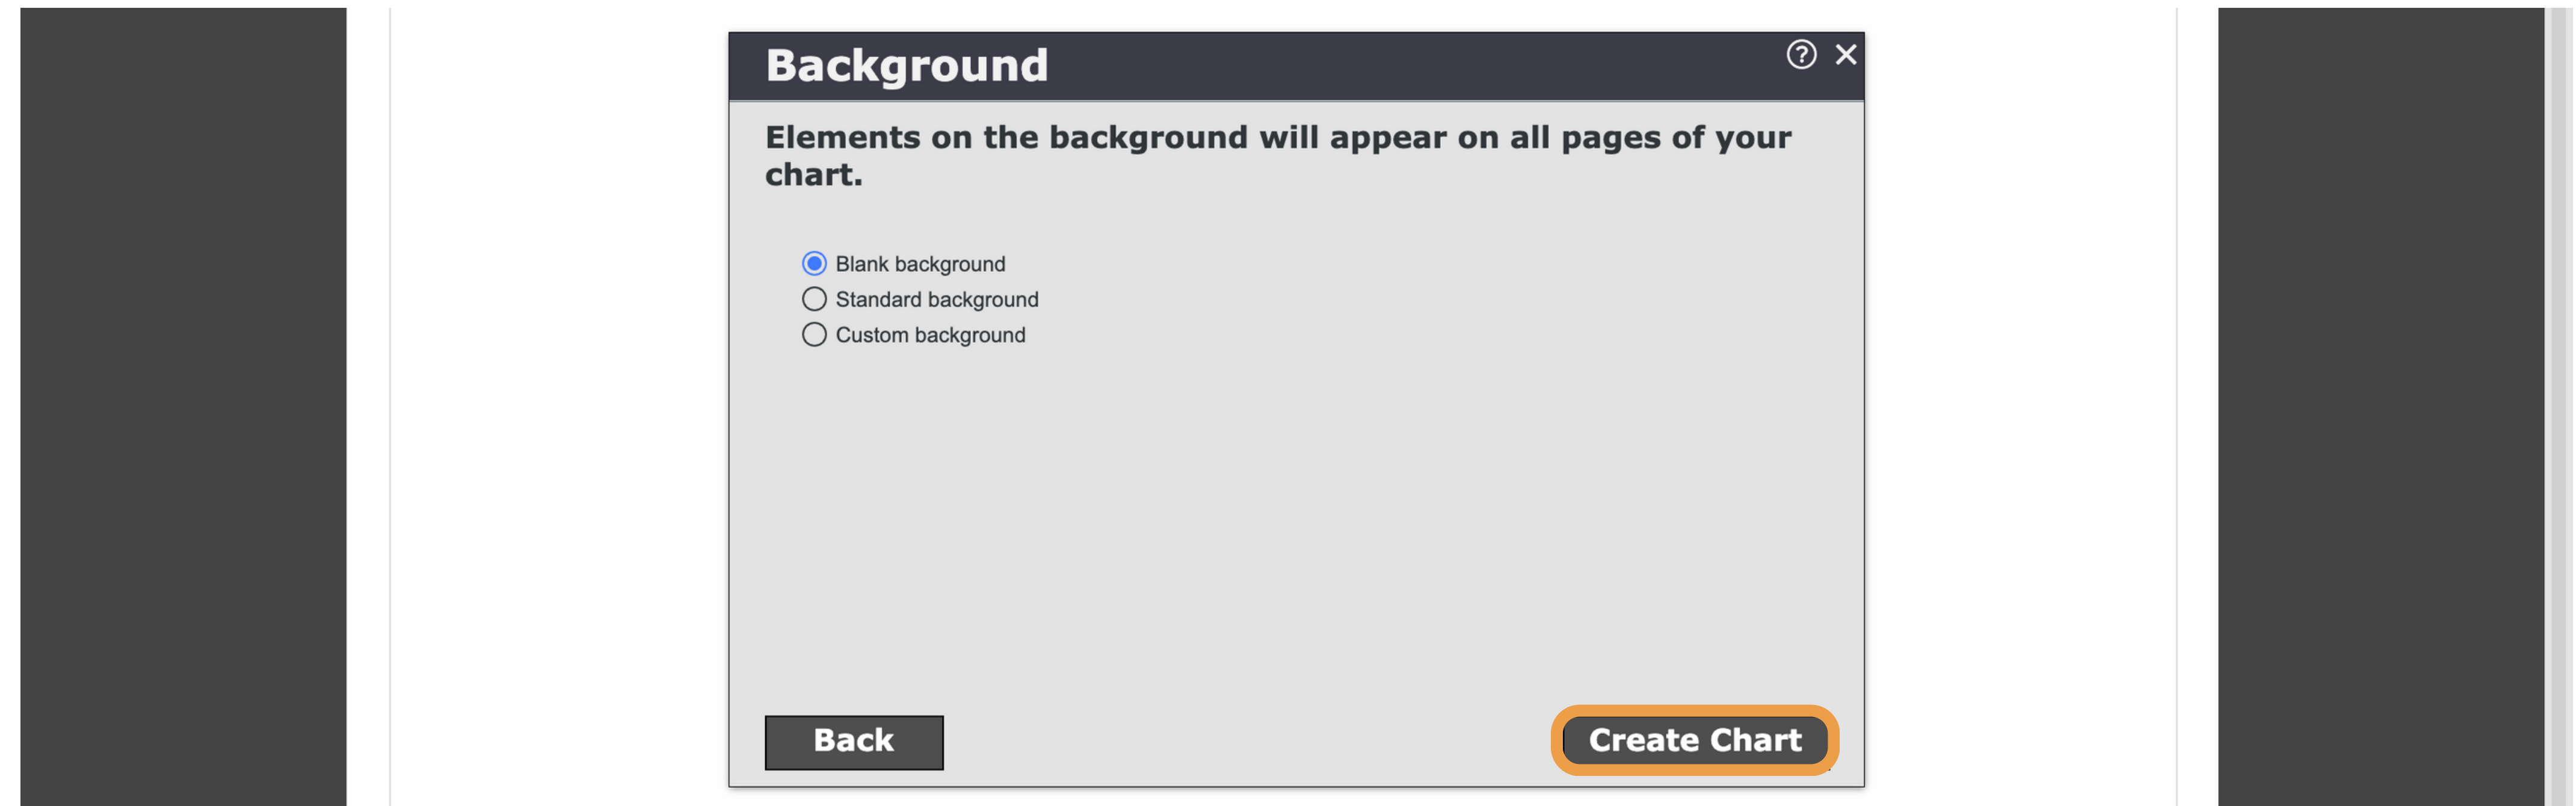 Background
Elements on the background will appear on all pages of your
chart.
Blank background
Standard background
Custom background
Back
Create Chart